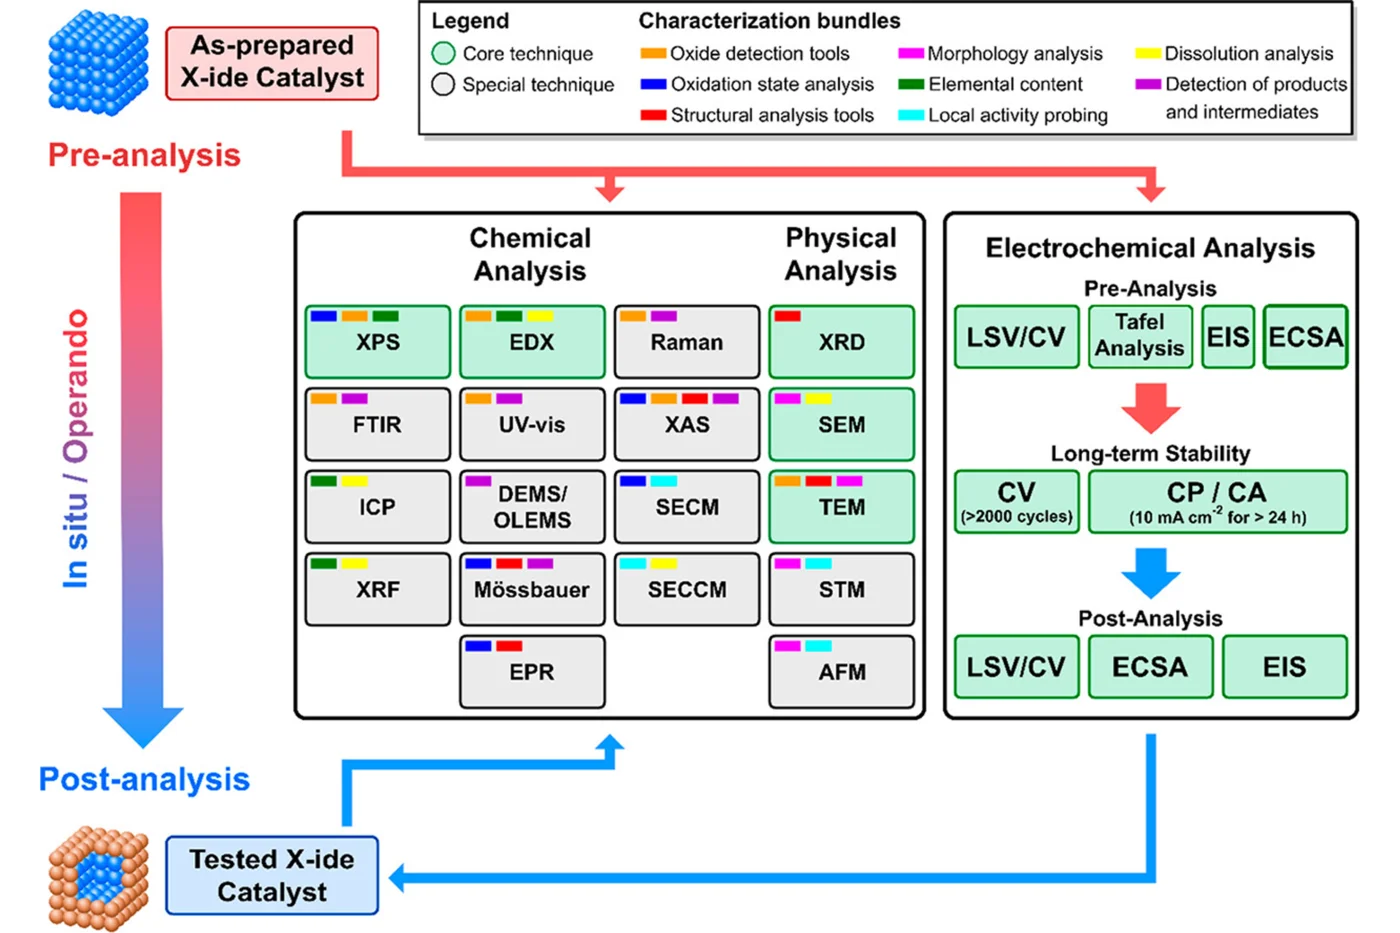 As-prepared
X-ide Catalyst
Legend
Core technique
Special technique
Characterization bundles
Oxide detection tools
Oxidation state analysis
Structural analysis tools
Morphology analysis
Elemental content
Local activity probing
Dissolution analysis
Detection of products
and intermediates
Pre-analysis
In situ / Operando
Post-analysis
Chemical
Analysis
Physical
Analysis
XPS
EDX
Raman
XRD
FTIR
UV-vis
XAS
SEM
ICP
DEMS/
OLEMS
SECM
TEM
XRF
Mössbauer
SECCM
STM
EPR
AFM
Electrochemical Analysis
Pre-Analysis
LSV/CV
Tafel
Analysis
EIS
ECSA
Long-term Stability
CV
(>2000 cycles)
CP / CA
(10 mA cm⁻² for > 24 h)
Post-Analysis
LSV/CV
ECSA
EIS
Tested X-ide
Catalyst